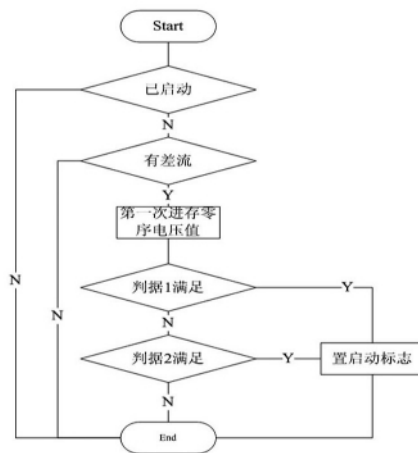 Start
已启动
N
有差流
Y
第一次进存零
序电压值
N
N
判据1满足
Y
N
判据2满足
Y
置启动标志
N
End